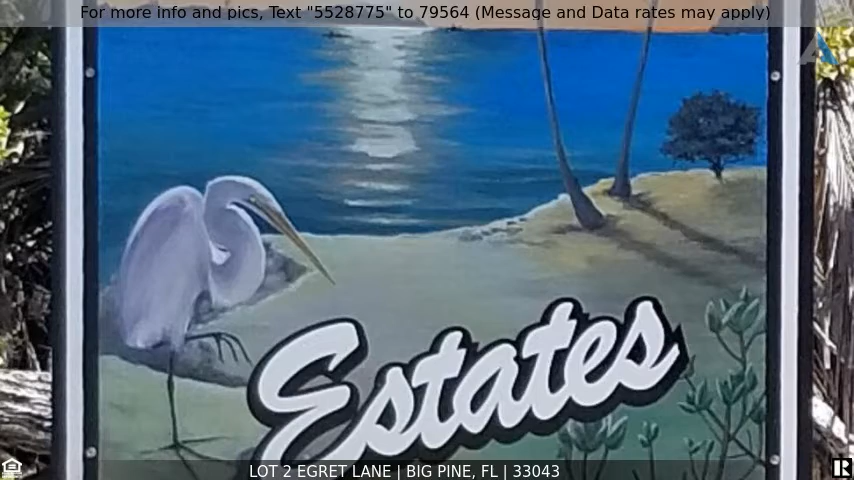 For more info and pics, Text "5528775" to 79564 (Message and Data rates may apply)
Estates
LOT 2 EGRET LANE | BIG PINE, FL | 33043